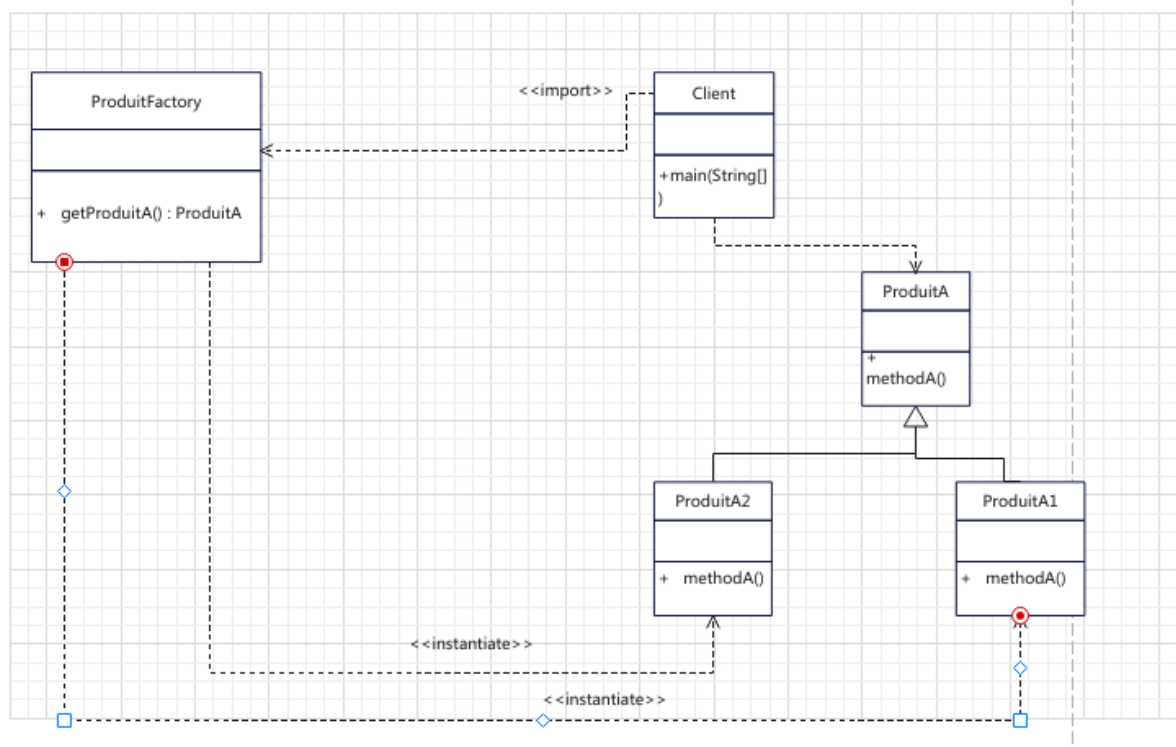 <<import>>
ProduitFactory
Client
+main(String[]
)
+ getProduitA() : ProduitA
ProduitA
+
methodA()
ProduitA2
ProduitA1
+ methodA()
+ methodA()
<<instantiate>>
<<instantiate>>